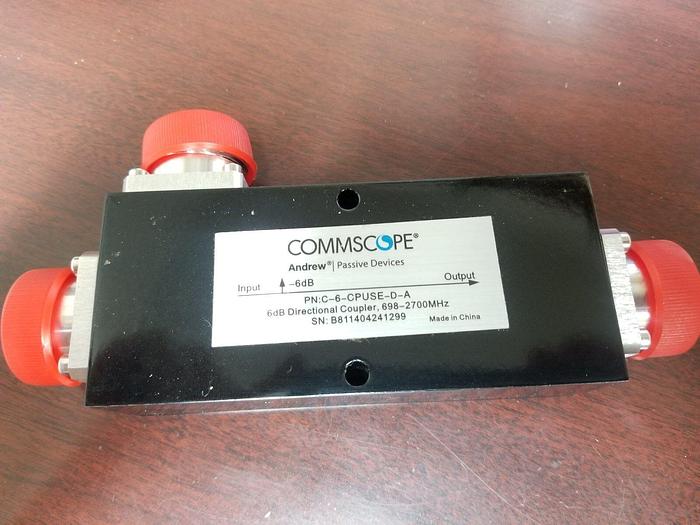 COMMSCOPE®
Andrew® | Passive Devices
-6dB
Input Output
PN:C-6-CPUSE-D-A
6dB Directional Coupler, 698-2700MHz
SN: B811404241299 Made in China